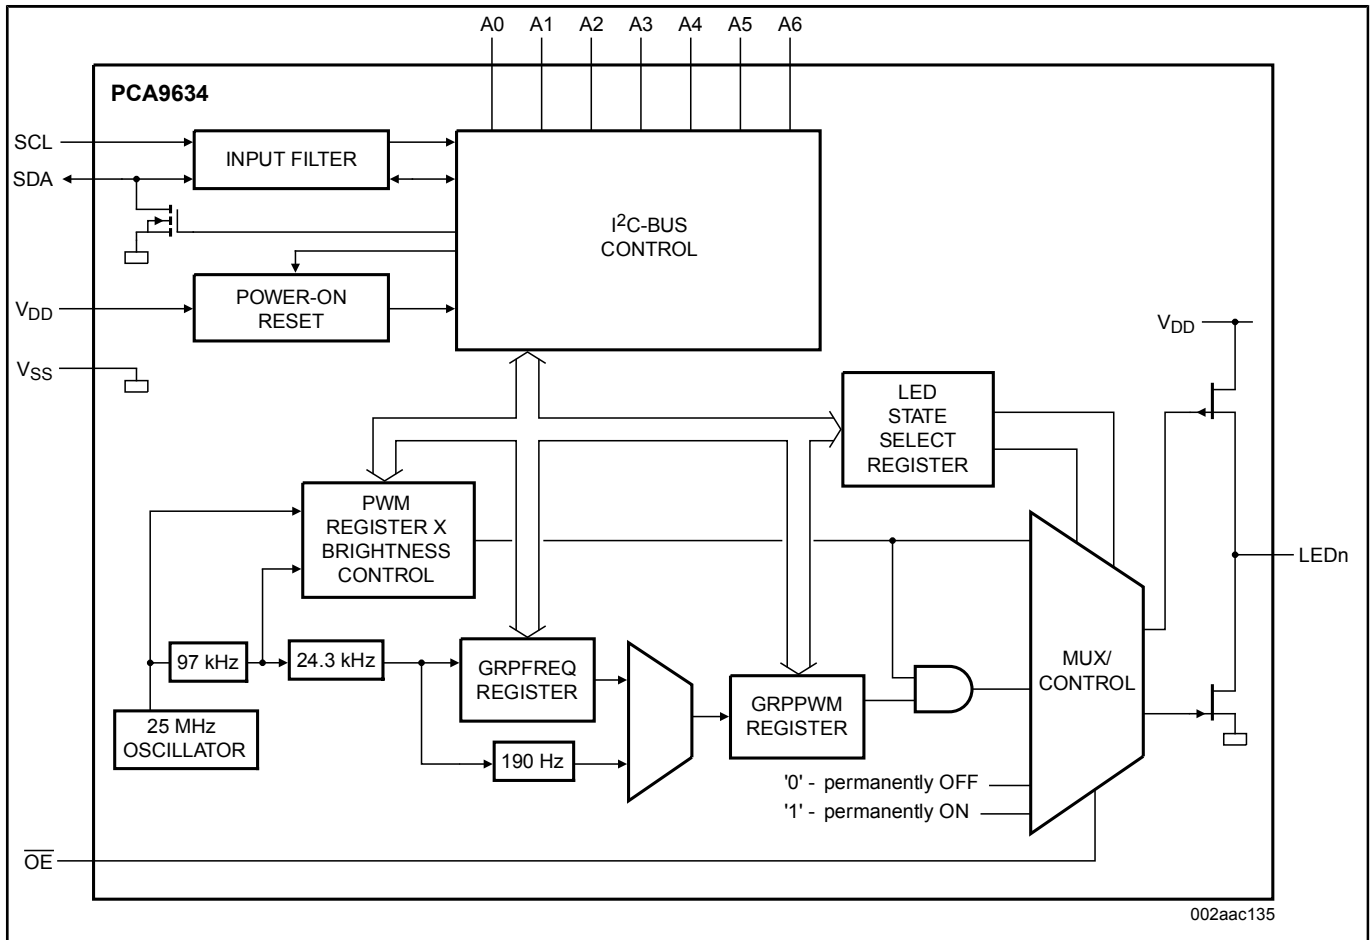 A0 A1 A2 A3 A4 A5 A6
PCA9634
SCL
INPUT FILTER
SDA
I²C-BUS
CONTROL
POWER-ON
RESET
VDD
VDD
VSS
LED
STATE
SELECT
REGISTER
PWM
REGISTER X
BRIGHTNESS
CONTROL
LEDn
97 kHz
24.3 kHz
GRPFREQ
REGISTER
MUX/
CONTROL
GRPPWM
REGISTER
25 MHz
OSCILLATOR
190 Hz
'0' - permanently OFF
'1' - permanently ON
O̅E̅
002aac135